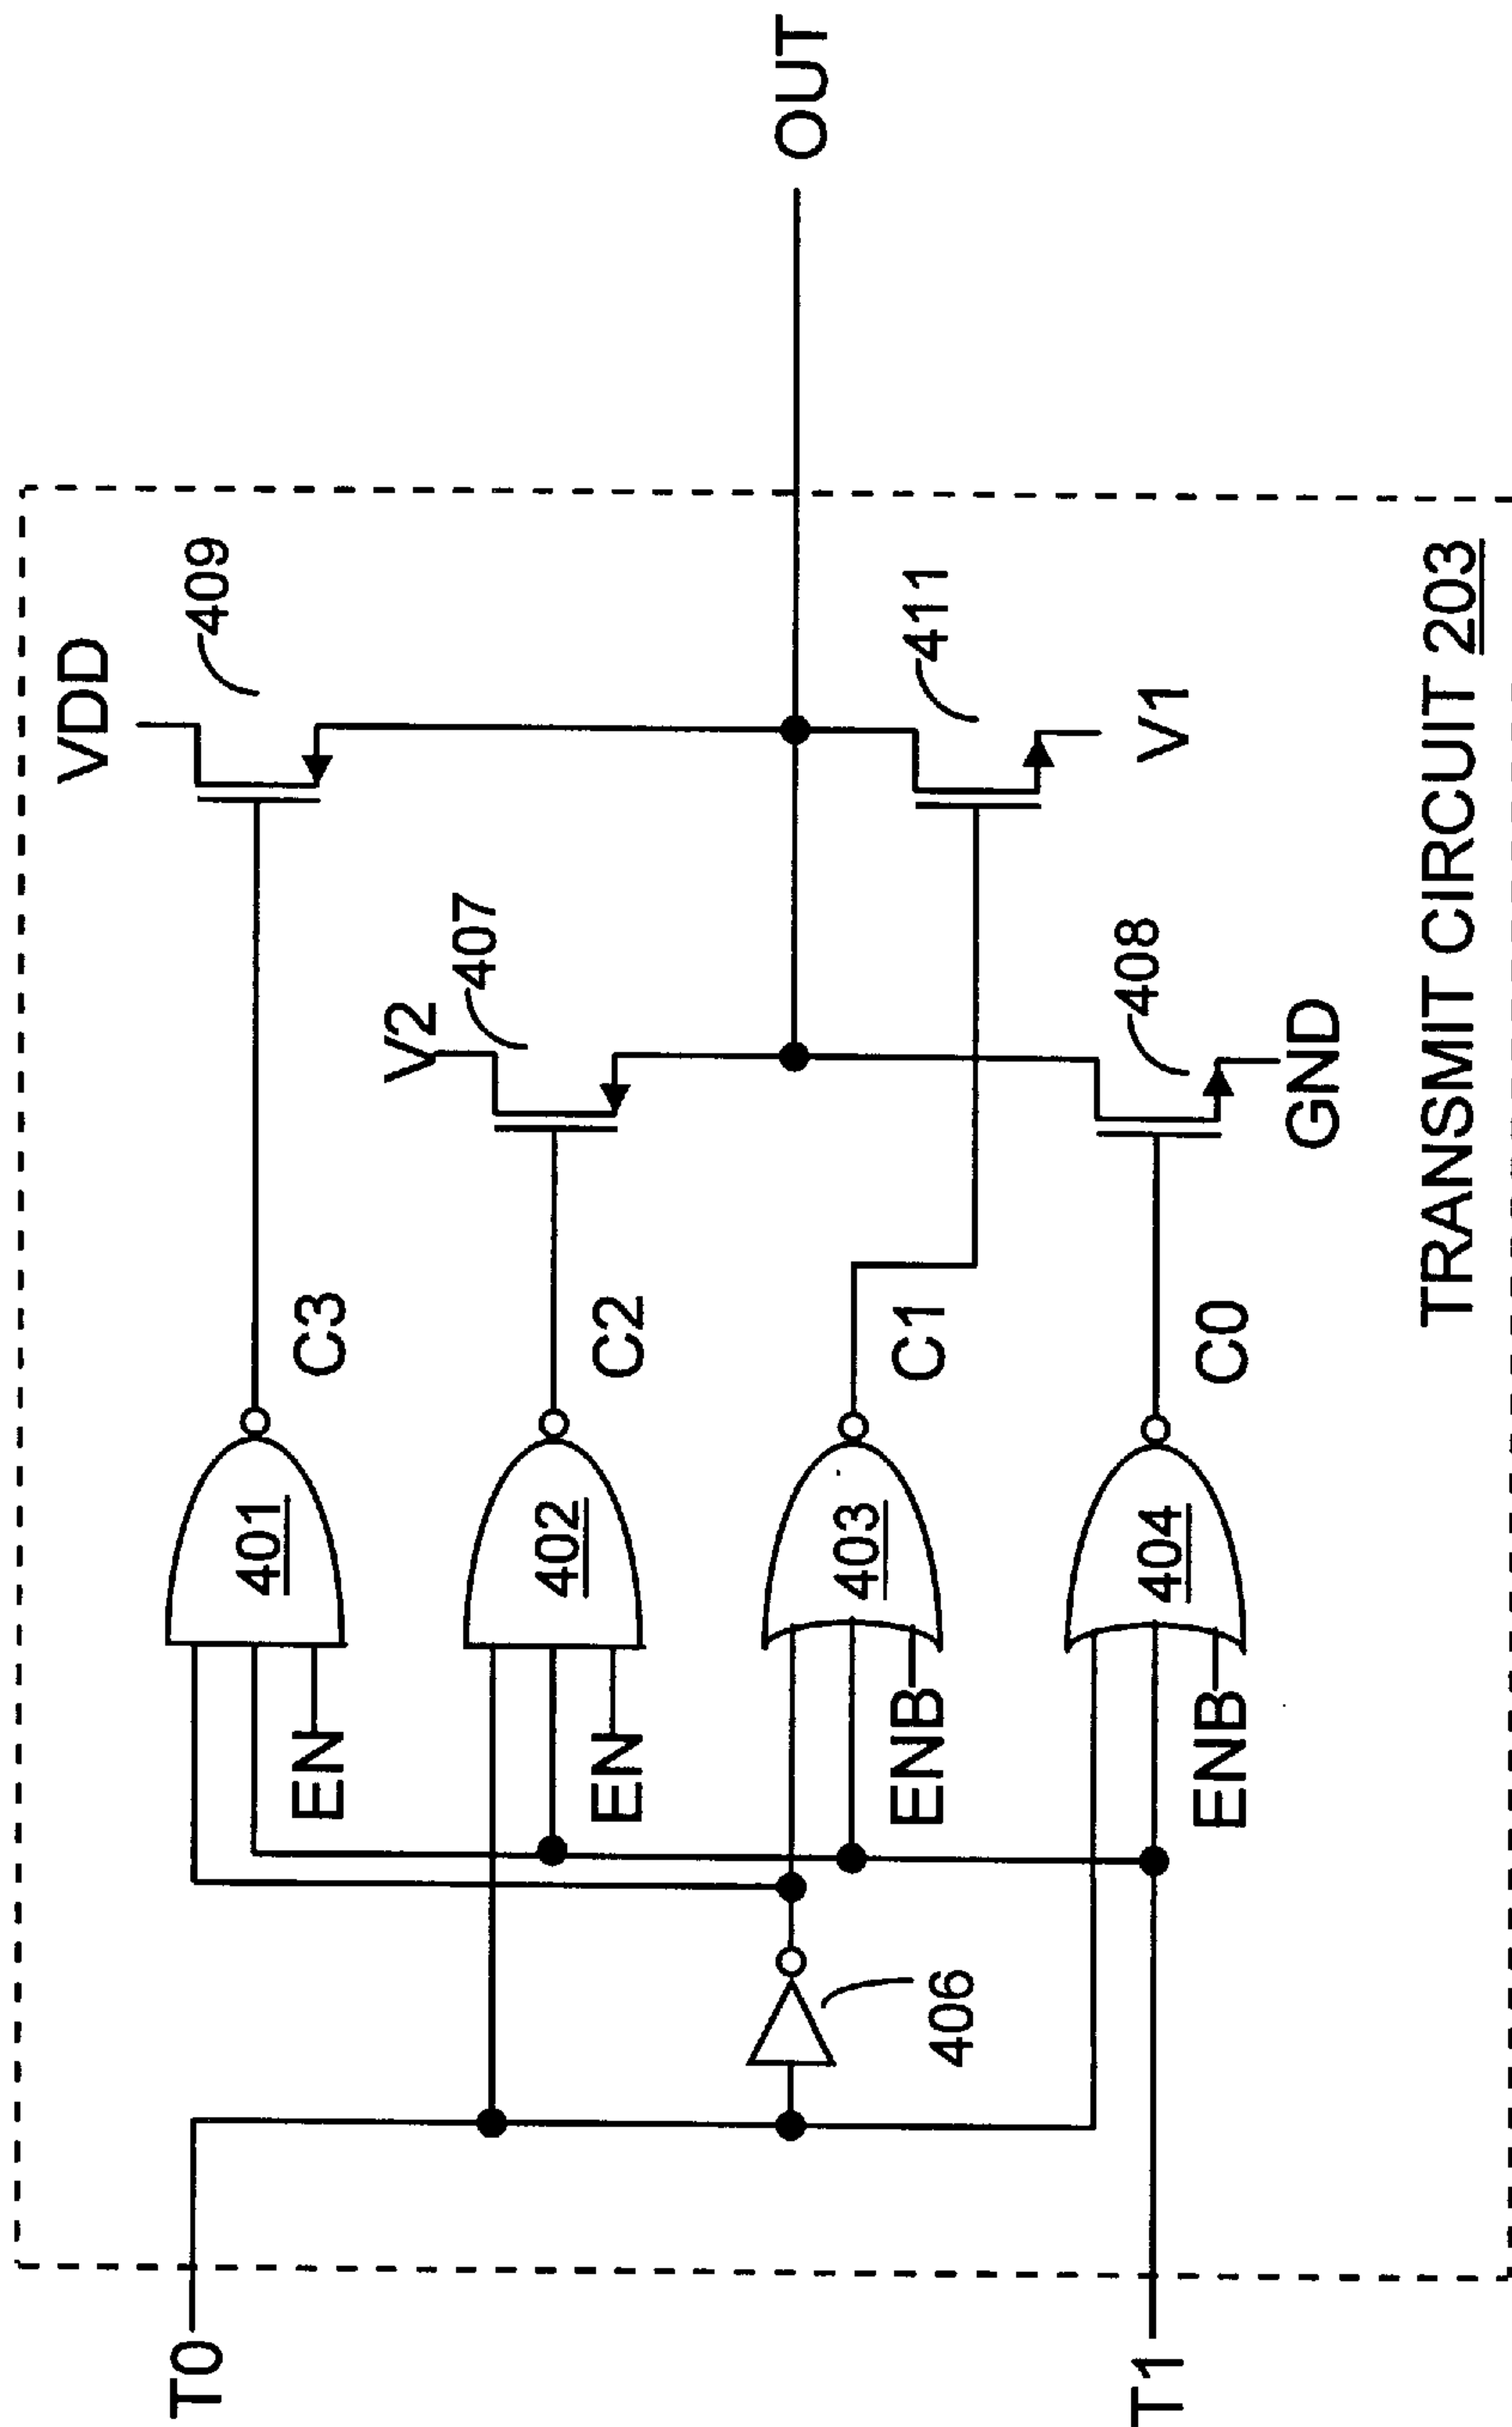 VDD
409
V2
407
T0
401
EN
C3
402
EN
C2
OUT
406
403
ENB
C1
411
V1
404
ENB
C0
408
GND
T1
TRANSMIT CIRCUIT 203